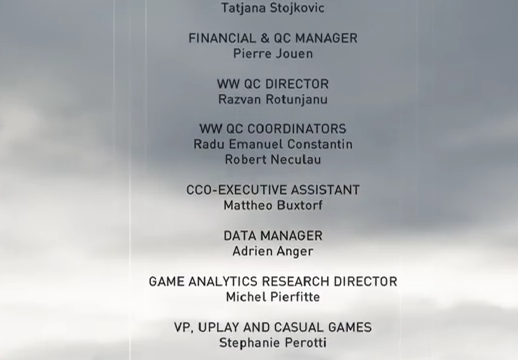 Tatjana Stojkovic
FINANCIAL & QC MANAGER
Pierre Jouen
WW QC DIRECTOR
Razvan Rotunjanu
WW QC COORDINATORS
Radu Emanuel Constantin
Robert Neculau
CCO-EXECUTIVE ASSISTANT
Mattheo Buxtorf
DATA MANAGER
Adrien Anger
GAME ANALYTICS RESEARCH DIRECTOR
Michel Pierfitte
VP, UPLAY AND CASUAL GAMES
Stephanie Perotti